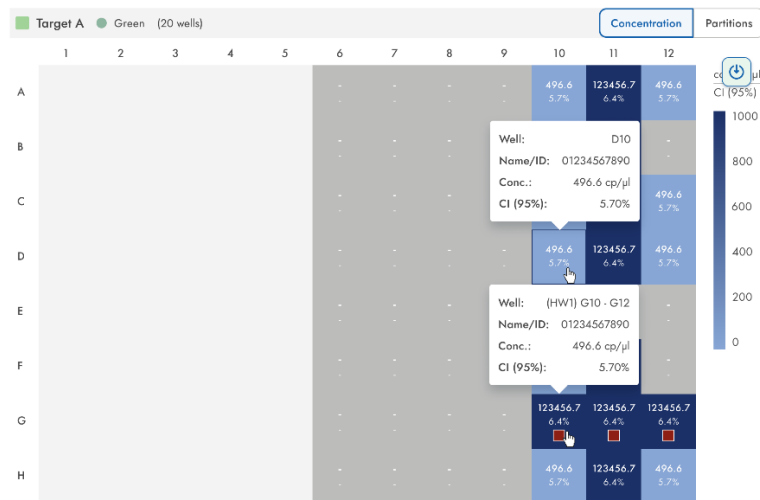 Target A Green (20 wells) Concentration Partitions
1 2 3 4 5 6 7 8 9 10 11 12
A - - - - 496.6 123456.7 496.6
- - - - 5.7% 6.4% 5.7%
CI (95%)
1000
800
600
400
200
0
B - - - - -
- - - - -
Well: D10
Name/ID: 01234567890
Conc.: 496.6 cp/µl
CI (95%): 5.70%
C - - - - 496.6
- - - - 5.7%
D - - - - 496.6 123456.7 496.6
- - - - 5.7% 6.4% 5.7%
E - - - - -
- - - - -
Well: (HW1) G10 - G12
Name/ID: 01234567890
Conc.: 496.6 cp/µl
CI (95%): 5.70%
F - - - - -
- - - - -
G - - - - 123456.7 123456.7 123456.7
- - - - 6.4% 6.4% 6.4%
H - - - - 496.6 123456.7 496.6
- - - - 5.7% 6.4% 5.7%